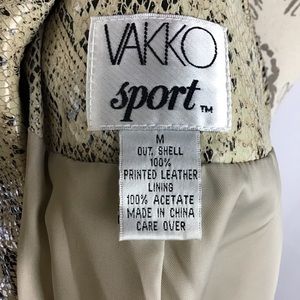 VAKKO
sport™
M
OUT SHELL
100%
PRINTED LEATHER
LINING
100% ACETATE
MADE IN CHINA
CARE OVER